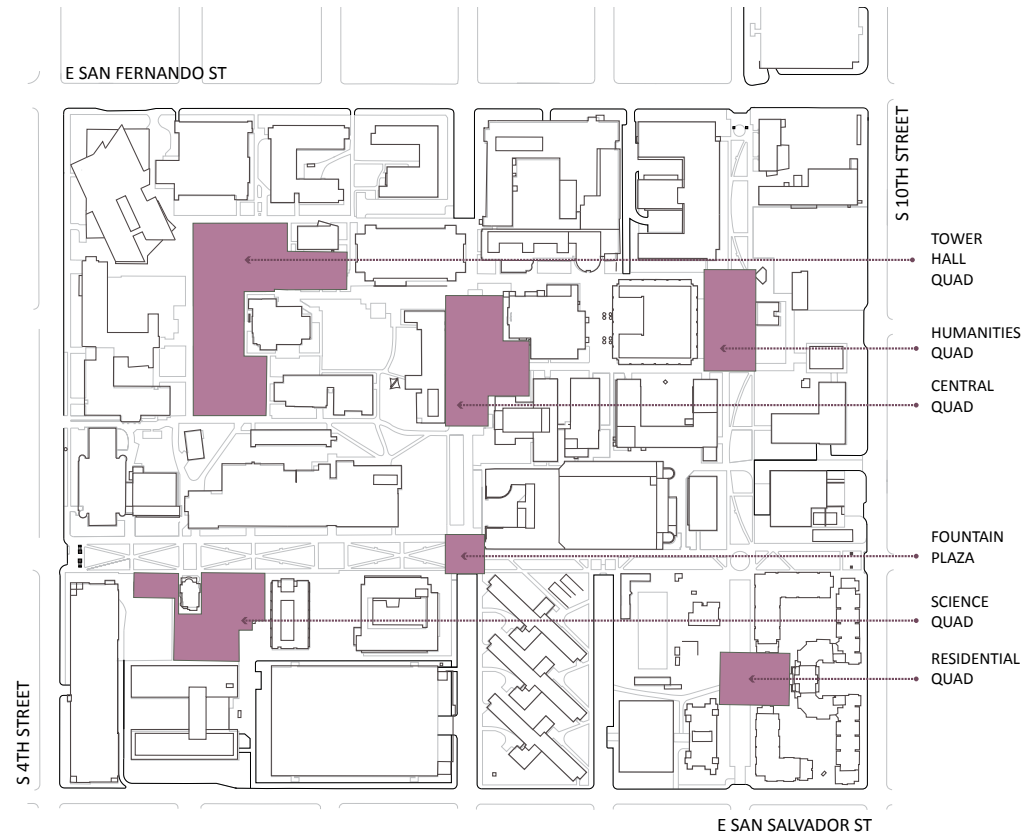 E SAN FERNANDO ST
S 10TH STREET
TOWER
HALL
QUAD
HUMANITIES
QUAD
CENTRAL
QUAD
FOUNTAIN
PLAZA
SCIENCE
QUAD
RESIDENTIAL
QUAD
S 4TH STREET
E SAN SALVADOR ST